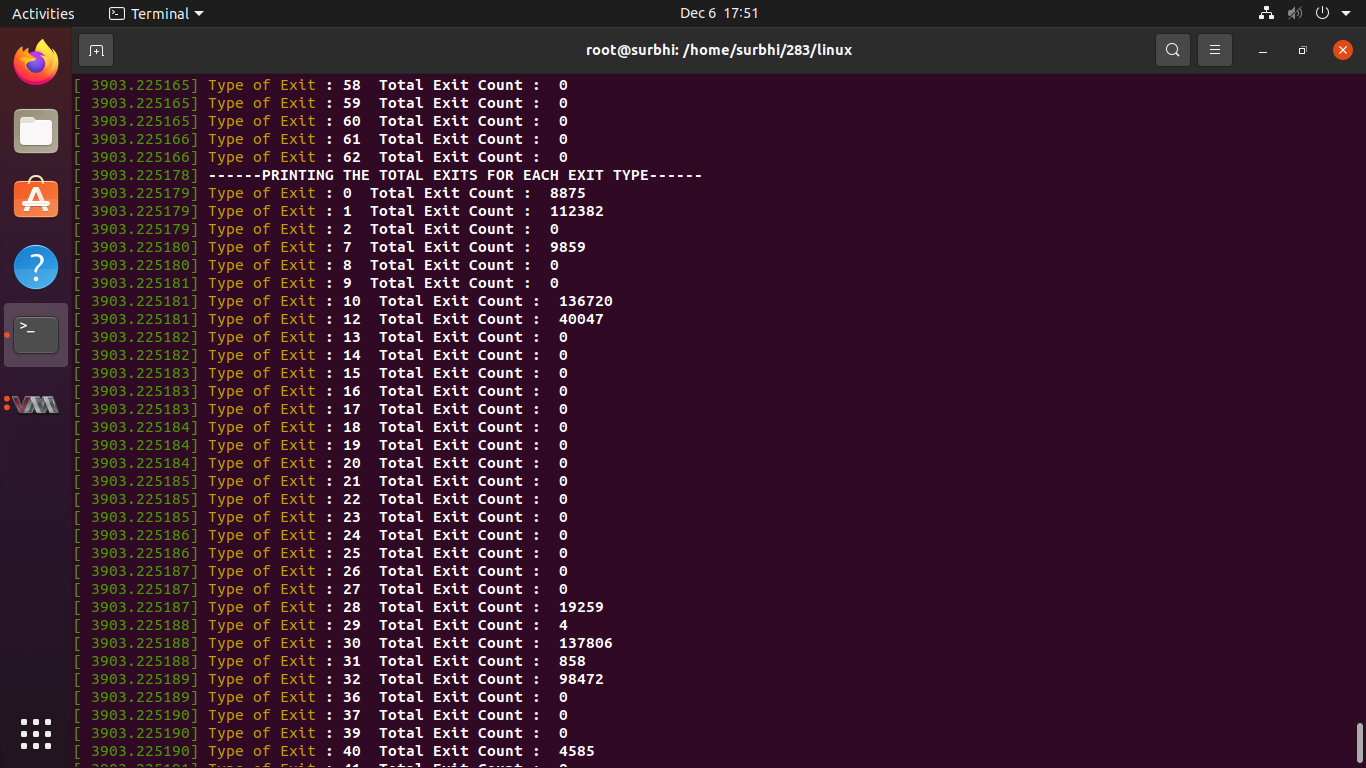 Activities
Terminal
Dec 6 17:51
root@surbhi: /home/surbhi/283/linux
[ 3903.225165] Type of Exit : 58  Total Exit Count :  0
[ 3903.225165] Type of Exit : 59  Total Exit Count :  0
[ 3903.225165] Type of Exit : 60  Total Exit Count :  0
[ 3903.225166] Type of Exit : 61  Total Exit Count :  0
[ 3903.225166] Type of Exit : 62  Total Exit Count :  0
[ 3903.225178] ------PRINTING THE TOTAL EXITS FOR EACH EXIT TYPE------
[ 3903.225179] Type of Exit : 0  Total Exit Count :  8875
[ 3903.225179] Type of Exit : 1  Total Exit Count :  112382
[ 3903.225179] Type of Exit : 2  Total Exit Count :  0
[ 3903.225180] Type of Exit : 7  Total Exit Count :  9859
[ 3903.225180] Type of Exit : 8  Total Exit Count :  0
[ 3903.225181] Type of Exit : 9  Total Exit Count :  0
[ 3903.225181] Type of Exit : 10  Total Exit Count :  136720
[ 3903.225181] Type of Exit : 12  Total Exit Count :  40047
[ 3903.225182] Type of Exit : 13  Total Exit Count :  0
[ 3903.225182] Type of Exit : 14  Total Exit Count :  0
[ 3903.225183] Type of Exit : 15  Total Exit Count :  0
[ 3903.225183] Type of Exit : 16  Total Exit Count :  0
[ 3903.225183] Type of Exit : 17  Total Exit Count :  0
[ 3903.225184] Type of Exit : 18  Total Exit Count :  0
[ 3903.225184] Type of Exit : 19  Total Exit Count :  0
[ 3903.225184] Type of Exit : 20  Total Exit Count :  0
[ 3903.225185] Type of Exit : 21  Total Exit Count :  0
[ 3903.225185] Type of Exit : 22  Total Exit Count :  0
[ 3903.225185] Type of Exit : 23  Total Exit Count :  0
[ 3903.225186] Type of Exit : 24  Total Exit Count :  0
[ 3903.225186] Type of Exit : 25  Total Exit Count :  0
[ 3903.225187] Type of Exit : 26  Total Exit Count :  0
[ 3903.225187] Type of Exit : 27  Total Exit Count :  0
[ 3903.225187] Type of Exit : 28  Total Exit Count :  19259
[ 3903.225188] Type of Exit : 29  Total Exit Count :  4
[ 3903.225188] Type of Exit : 30  Total Exit Count :  137806
[ 3903.225188] Type of Exit : 31  Total Exit Count :  858
[ 3903.225189] Type of Exit : 32  Total Exit Count :  98472
[ 3903.225189] Type of Exit : 36  Total Exit Count :  0
[ 3903.225190] Type of Exit : 37  Total Exit Count :  0
[ 3903.225190] Type of Exit : 39  Total Exit Count :  0
[ 3903.225190] Type of Exit : 40  Total Exit Count :  4585